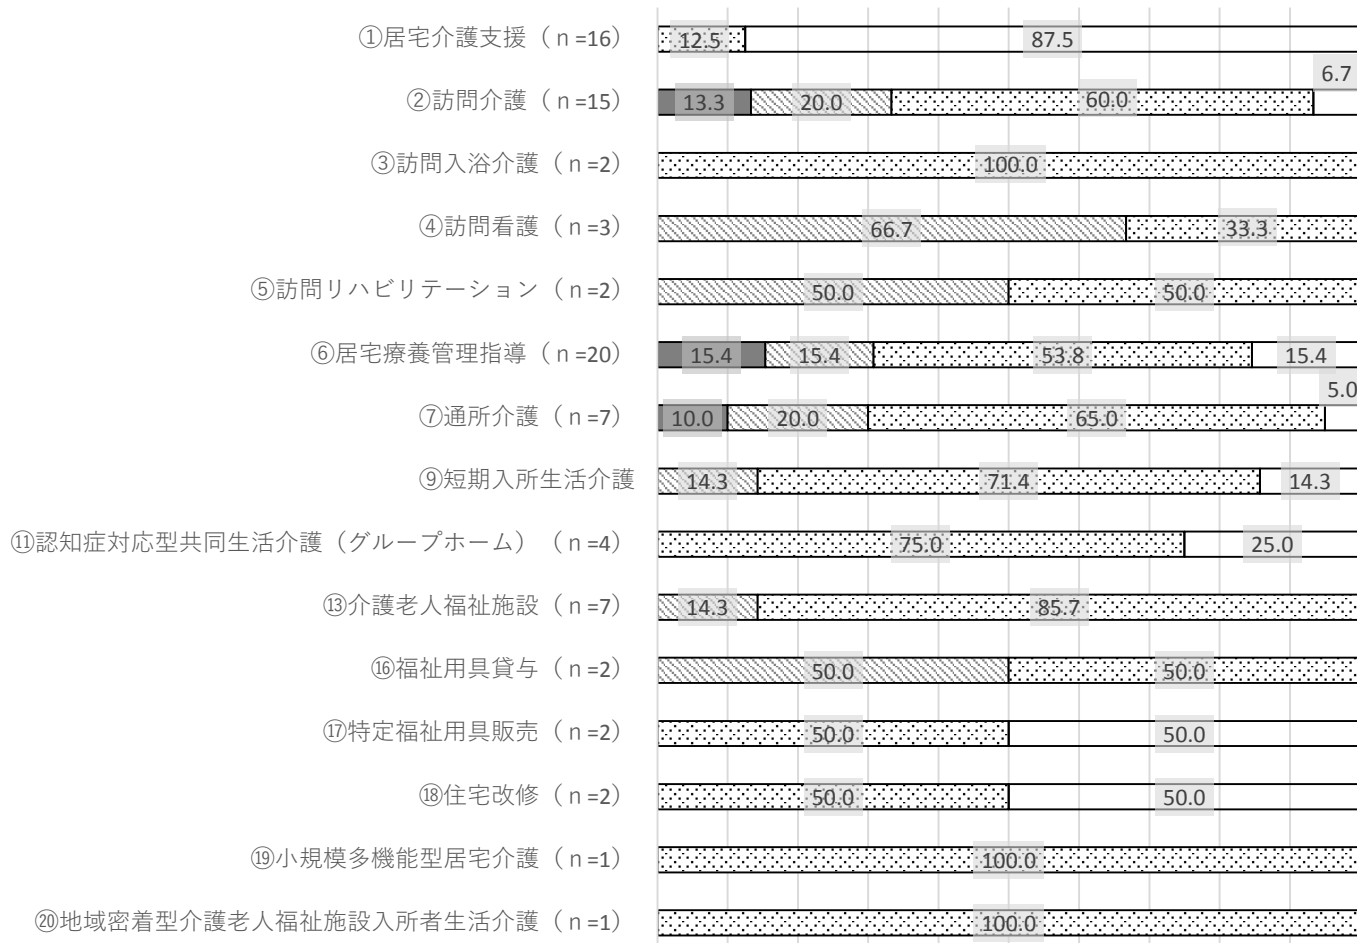 ①居宅介護支援（ｎ=16） 12.5 87.5
6.7
②訪問介護（ｎ=15） 13.3 20.0 60.0
③訪問入浴介護（ｎ=2） 100.0
④訪問看護（ｎ=3） 66.7 33.3
⑤訪問リハビリテーション（ｎ=2） 50.0 50.0
⑥居宅療養管理指導（ｎ=20） 15.4 15.4 53.8 15.4
5.0
⑦通所介護（ｎ=7） 10.0 20.0 65.0
⑨短期入所生活介護 14.3 71.4 14.3
⑪認知症対応型共同生活介護（グループホーム）（ｎ=4） 75.0 25.0
⑬介護老人福祉施設（ｎ=7） 14.3 85.7
⑯福祉用具貸与（ｎ=2） 50.0 50.0
⑰特定福祉用具販売（ｎ=2） 50.0 50.0
⑱住宅改修（ｎ=2） 50.0 50.0
⑲小規模多機能型居宅介護（ｎ=1） 100.0
⑳地域密着型介護老人福祉施設入所者生活介護（ｎ=1） 100.0